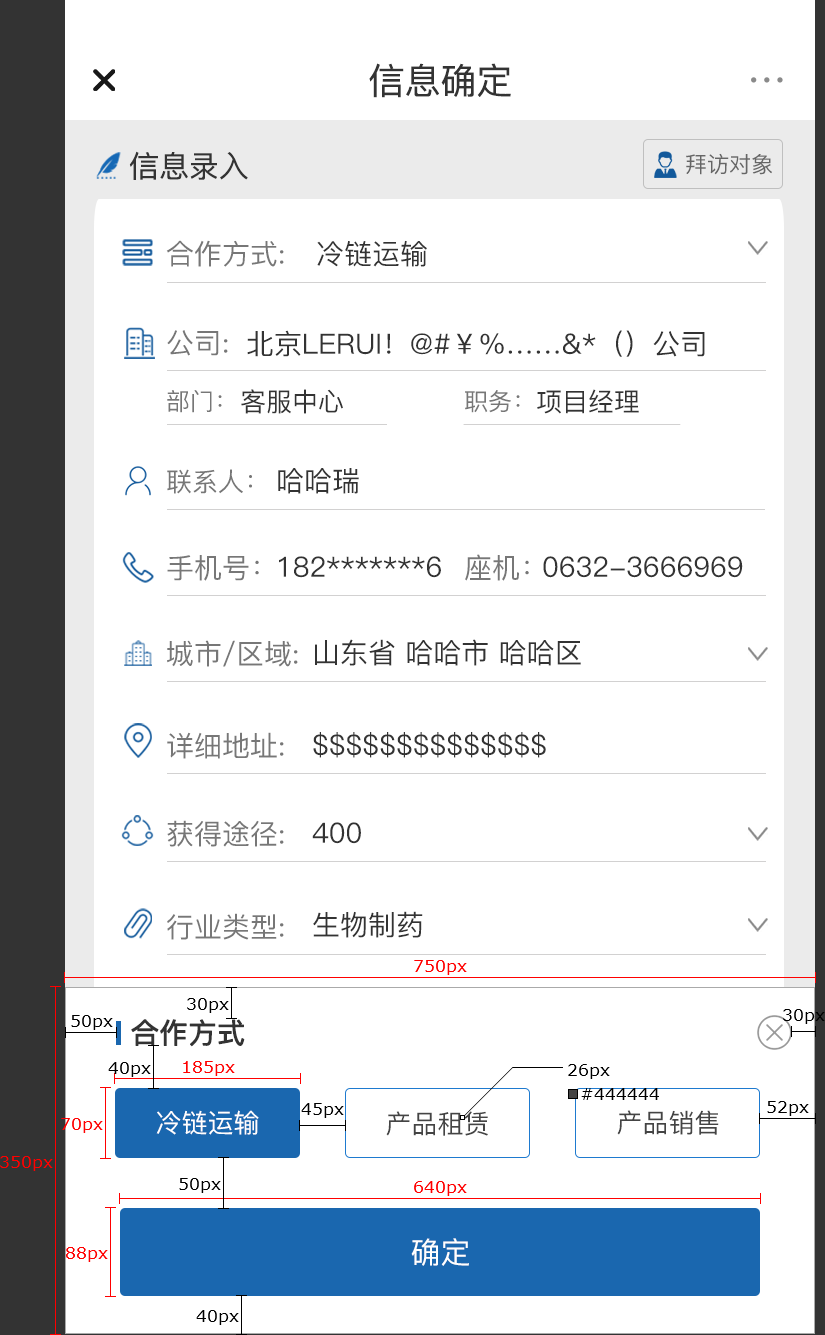 信息确定
信息录入 拜访对象
合作方式: 冷链运输
公司: 北京LERUI! @#￥%……&*（）公司
部门: 客服中心 职务: 项目经理
联系人: 哈哈瑞
手机号: 182*******6 座机: 0632-3666969
城市/区域: 山东省 哈哈市 哈哈区
详细地址: $$$$$$$$$$$$$$
获得途径: 400
行业类型: 生物制药
750px
30px
50px 合作方式 30px
40px 185px 26px
#444444
70px 冷链运输 45px 产品租赁 产品销售 52px
350px
50px 640px
88px 确定
40px